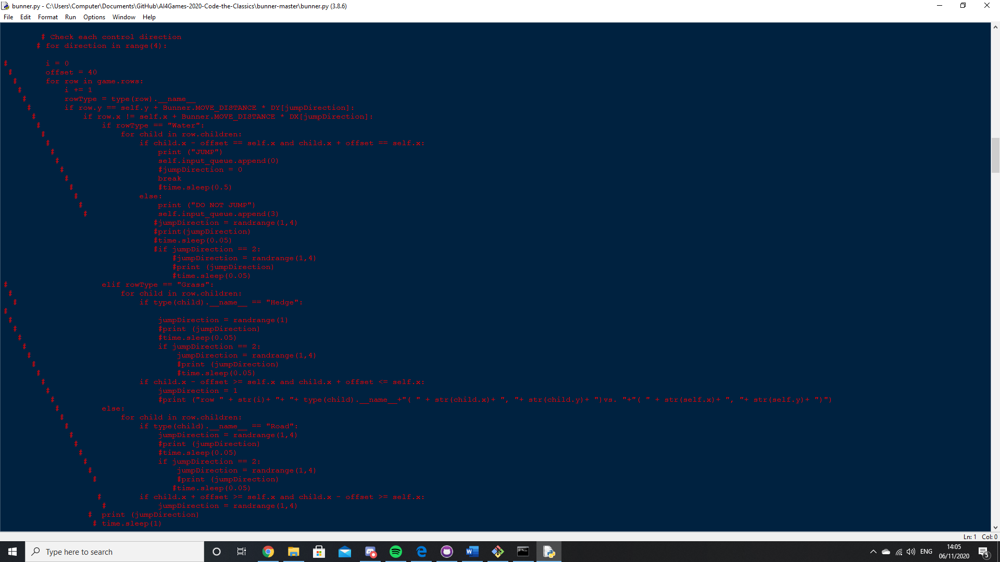 bunner.py - C:\Users\Computer\Documents\GitHub\AI4Games-2020-Code-the-Classics\bunner-master\bunner.py (3.8.6)
File Edit Format Run Options Window Help
# Check each control direction
# for direction in range(4):
# i = 0
# offset = 40
# for row in game.rows:
# i += 1
# rowType = type(row).__name__
# if row.y == self.y + Bunner.MOVE_DISTANCE * DY[jumpDirection]:
# if row.x != self.x + Bunner.MOVE_DISTANCE * DX[jumpDirection]:
# if rowType == "Water":
# for child in row.children:
# if child.x - offset == self.x and child.x + offset == self.x:
# print ("JUMP")
# self.input_queue.append(0)
# #jumpDirection = 0
# break
# #time.sleep(0.5)
# else:
# print ("DO NOT JUMP")
# self.input_queue.append(3)
#jumpDirection = randrange(1,4)
#print(jumpDirection)
#time.sleep(0.05)
#if jumpDirection == 2:
#jumpDirection = randrange(1,4)
#print (jumpDirection)
#time.sleep(0.05)
# elif rowType == "Grass":
# for child in row.children:
# if type(child).__name__ == "Hedge":
#
# jumpDirection = randrange(1)
# #print (jumpDirection)
# #time.sleep(0.05)
# if jumpDirection == 2:
# jumpDirection = randrange(1,4)
# #print (jumpDirection)
# #time.sleep(0.05)
# if child.x - offset >= self.x and child.x + offset <= self.x:
# jumpDirection = 1
# #print ("row " + str(i)+ "+ "+ type(child).__name__+"( " + str(child.x)+ ", "+ str(child.y)+ ")vs. "+"( " + str(self.x)+ ", "+ str(self.y)+ ")")
# else:
# for child in row.children:
# if type(child).__name__ == "Road":
# jumpDirection = randrange(1,4)
# #print (jumpDirection)
# #time.sleep(0.05)
# if jumpDirection == 2:
# jumpDirection = randrange(1,4)
# #print (jumpDirection)
#time.sleep(0.05)
# if child.x + offset >= self.x and child.x - offset >= self.x:
# jumpDirection = randrange(1,4)
# print (jumpDirection)
# time.sleep(1)
Ln: 1 Col: 0
Type here to search
ENG
14:05
06/11/2020
5